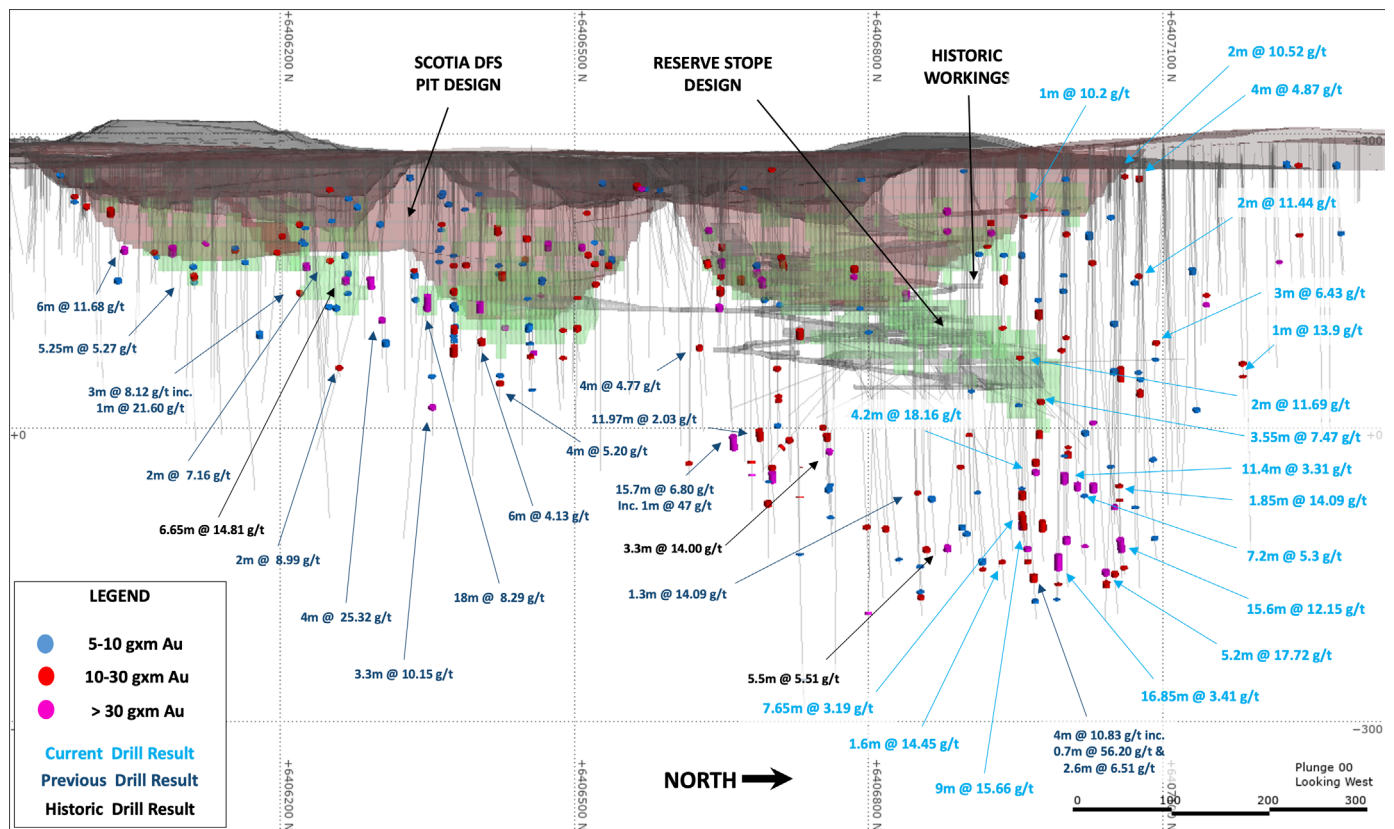 +6406200 N
+6406500 N
+6406800 N
+6407100 N
SCOTIA DFS
PIT DESIGN
RESERVE STOPE
DESIGN
HISTORIC
WORKINGS
2m @ 10.52 g/t
4m @ 4.87 g/t
1m @ 10.2 g/t
+300
2m @ 11.44 g/t
6m @ 11.68 g/t
3m @ 6.43 g/t
5.25m @ 5.27 g/t
1m @ 13.9 g/t
3m @ 8.12 g/t inc.
1m @ 21.60 g/t
4m @ 4.77 g/t
2m @ 11.69 g/t
11.97m @ 2.03 g/t
4.2m @ 18.16 g/t
+0
+0
3.55m @ 7.47 g/t
4m @ 5.20 g/t
2m @ 7.16 g/t
11.4m @ 3.31 g/t
15.7m @ 6.80 g/t
Inc. 1m @ 47 g/t
1.85m @ 14.09 g/t
6m @ 4.13 g/t
6.65m @ 14.81 g/t
3.3m @ 14.00 g/t
7.2m @ 5.3 g/t
2m @ 8.99 g/t
1.3m @ 14.09 g/t
18m @ 8.29 g/t
15.6m @ 12.15 g/t
4m @ 25.32 g/t
5.2m @ 17.72 g/t
3.3m @ 10.15 g/t
5.5m @ 5.51 g/t
16.85m @ 3.41 g/t
7.65m @ 3.19 g/t
-300
1.6m @ 14.45 g/t
4m @ 10.83 g/t inc.
0.7m @ 56.20 g/t &
2.6m @ 6.51 g/t
9m @ 15.66 g/t
LEGEND
5-10 gxm Au
10-30 gxm Au
> 30 gxm Au
Current Drill Result
Previous Drill Result
Historic Drill Result
NORTH
Plunge 00
Looking West
0 100 200 300
+6406200 N
+6406500 N
+6406800 N